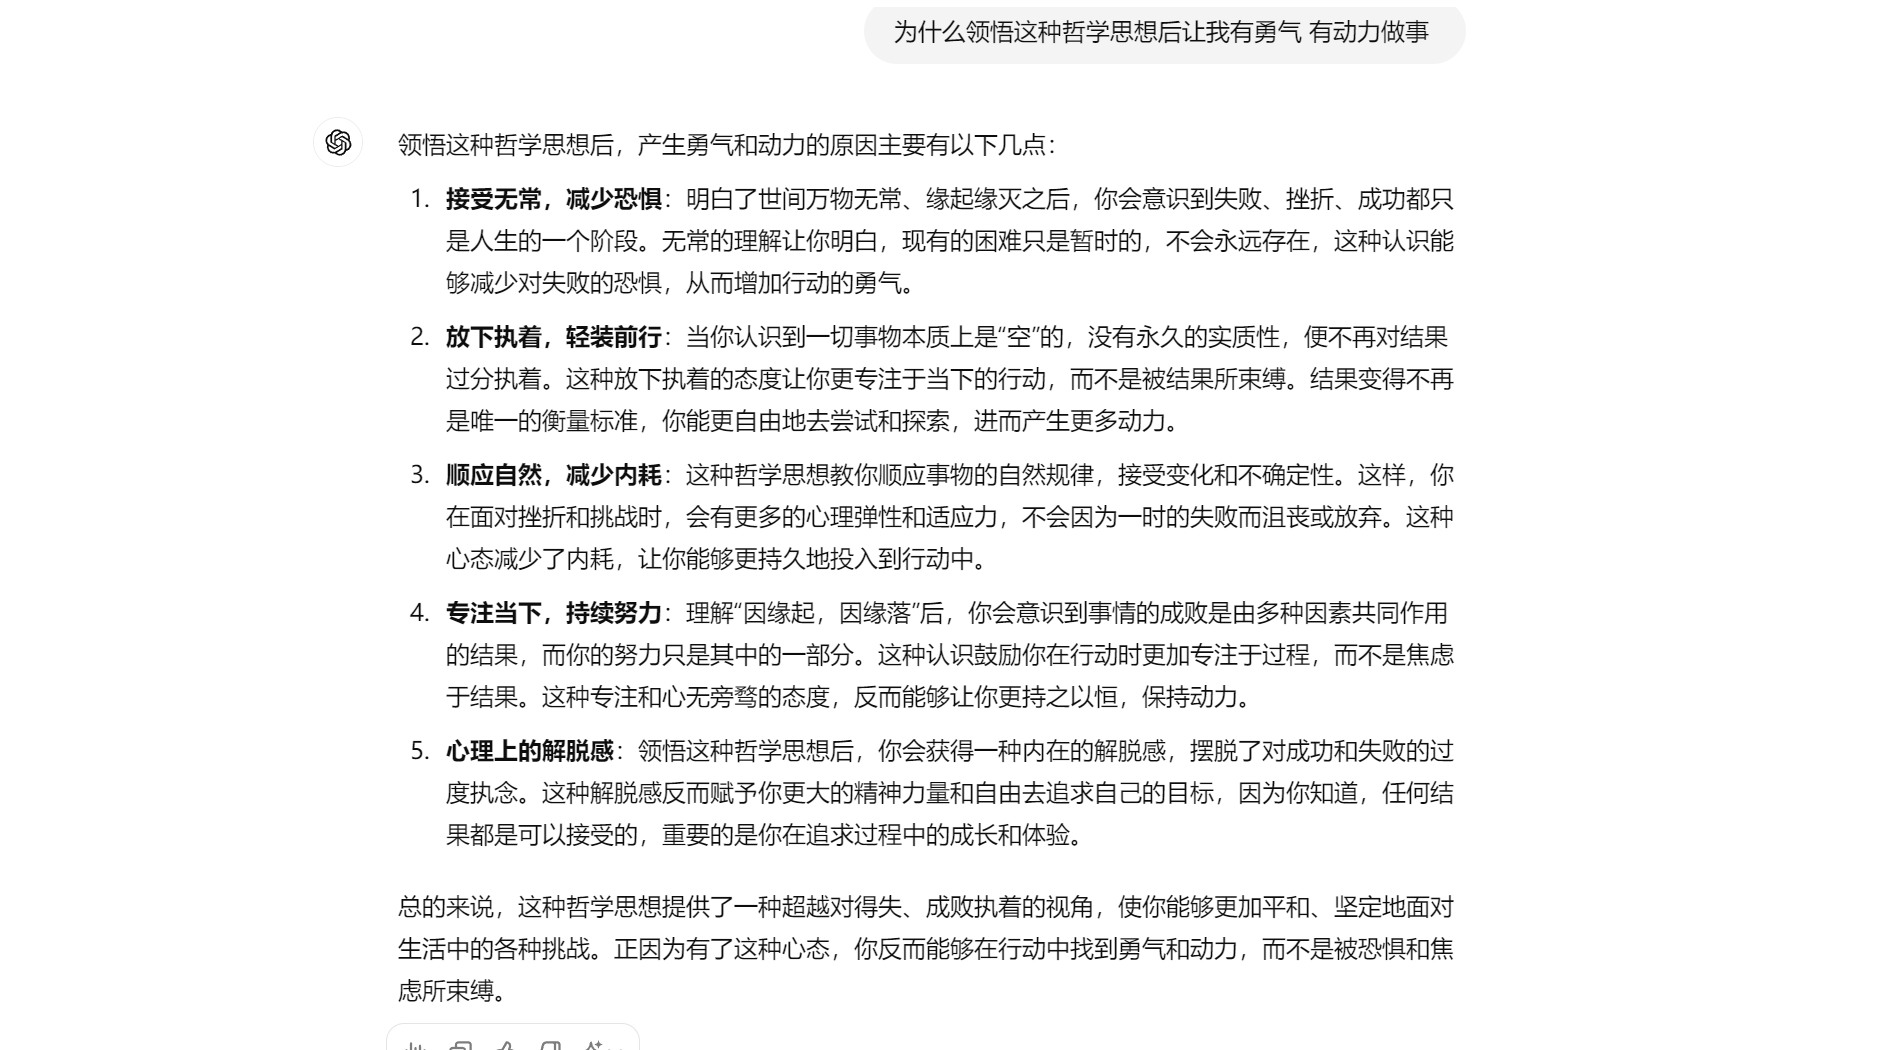 为什么领悟这种哲学思想后让我有勇气 有动力做事
领悟这种哲学思想后，产生勇气和动力的原因主要有以下几点：
1. 接受无常，减少恐惧：明白了世间万物无常、缘起缘灭之后，你会意识到失败、挫折、成功都只
是人生的一个阶段。无常的理解让你明白，现有的困难只是暂时的，不会永远存在，这种认识能
够减少对失败的恐惧，从而增加行动的勇气。
2. 放下执着，轻装前行：当你认识到一切事物本质上是“空”的，没有永久的实质性，便不再对结果
过分执着。这种放下执着的态度让你更专注于当下的行动，而不是被结果所束缚。结果变得不再
是唯一的衡量标准，你能更自由地去尝试和探索，进而产生更多动力。
3. 顺应自然，减少内耗：这种哲学思想教你顺应事物的自然规律，接受变化和不确定性。这样，你
在面对挫折和挑战时，会有更多的心理弹性和适应力，不会因为一时的失败而沮丧或放弃。这种
心态减少了内耗，让你能够更持久地投入到行动中。
4. 专注当下，持续努力：理解“因缘起，因缘落”后，你会意识到事情的成败是由多种因素共同作用
的结果，而你的努力只是其中的一部分。这种认识鼓励你在行动时更加专注于过程，而不是焦虑
于结果。这种专注和心无旁骛的态度，反而能够让你更持之以恒，保持动力。
5. 心理上的解脱感：领悟这种哲学思想后，你会获得一种内在的解脱感，摆脱了对成功和失败的过
度执念。这种解脱感反而赋予你更大的精神力量和自由去追求自己的目标，因为你知道，任何结
果都是可以接受的，重要的是你在追求过程中的成长和体验。
总的来说，这种哲学思想提供了一种超越对得失、成败执着的视角，使你能够更加平和、坚定地面对
生活中的各种挑战。正因为有了这种心态，你反而能够在行动中找到勇气和动力，而不是被恐惧和焦
虑所束缚。